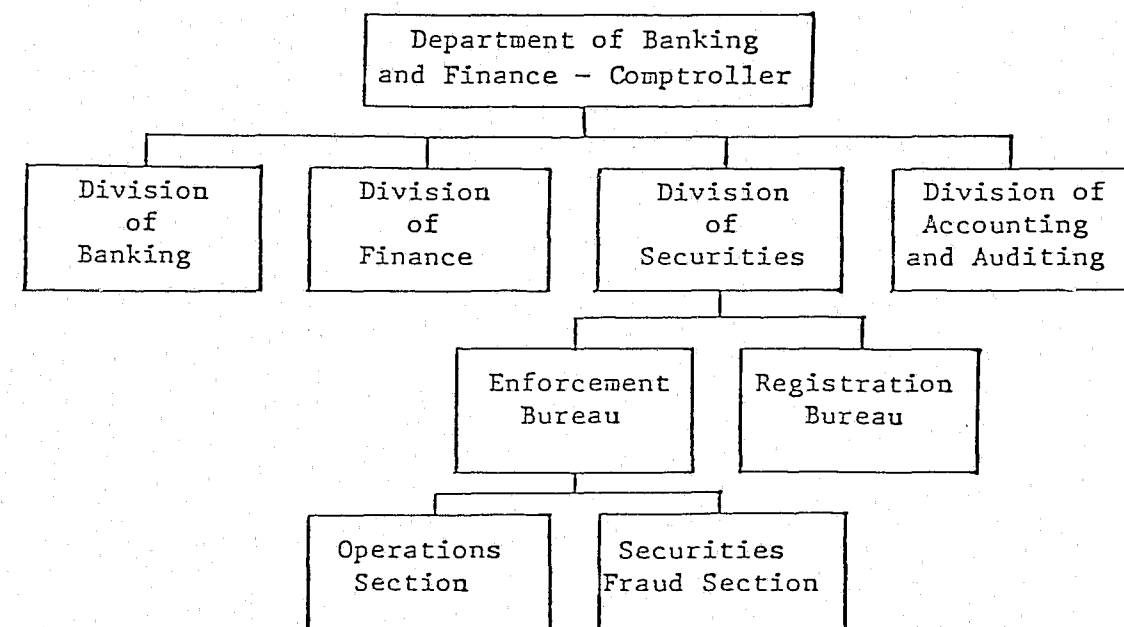 Department of Banking
and Finance - Comptroller
Division
of
Banking
Division
of
Finance
Division
of
Securities
Division of
Accounting
and Auditing
Enforcement
Bureau
Registration
Bureau
Operations
Section
Securities
Fraud Section